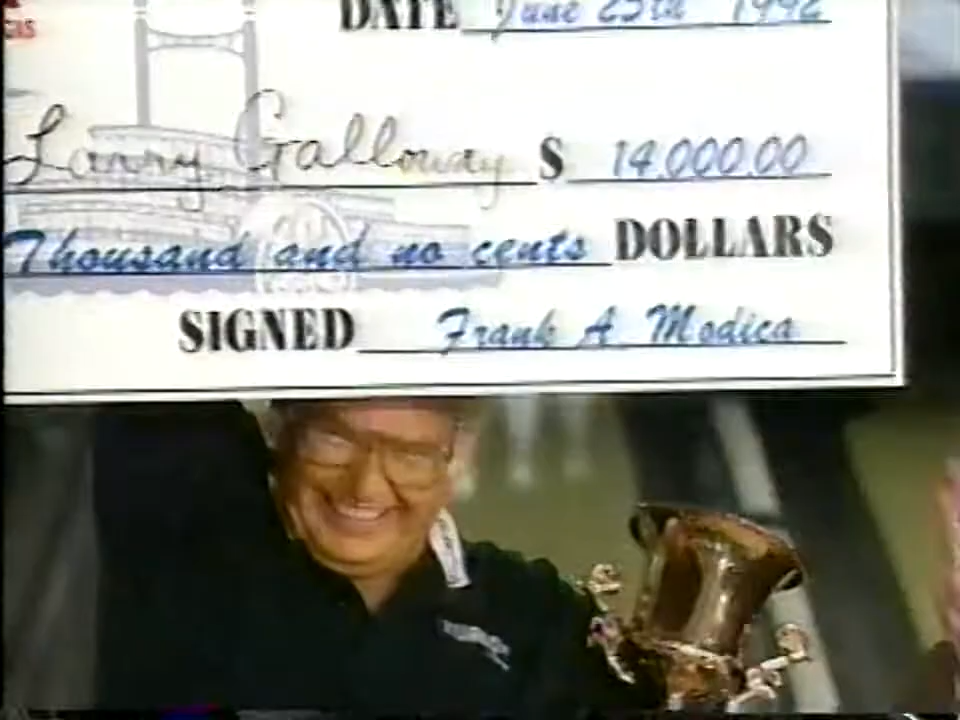 DATE June 25th 1992
Larry Galloway $ 14,000.00
Thousand and no cents DOLLARS
SIGNED Frank A. Modica